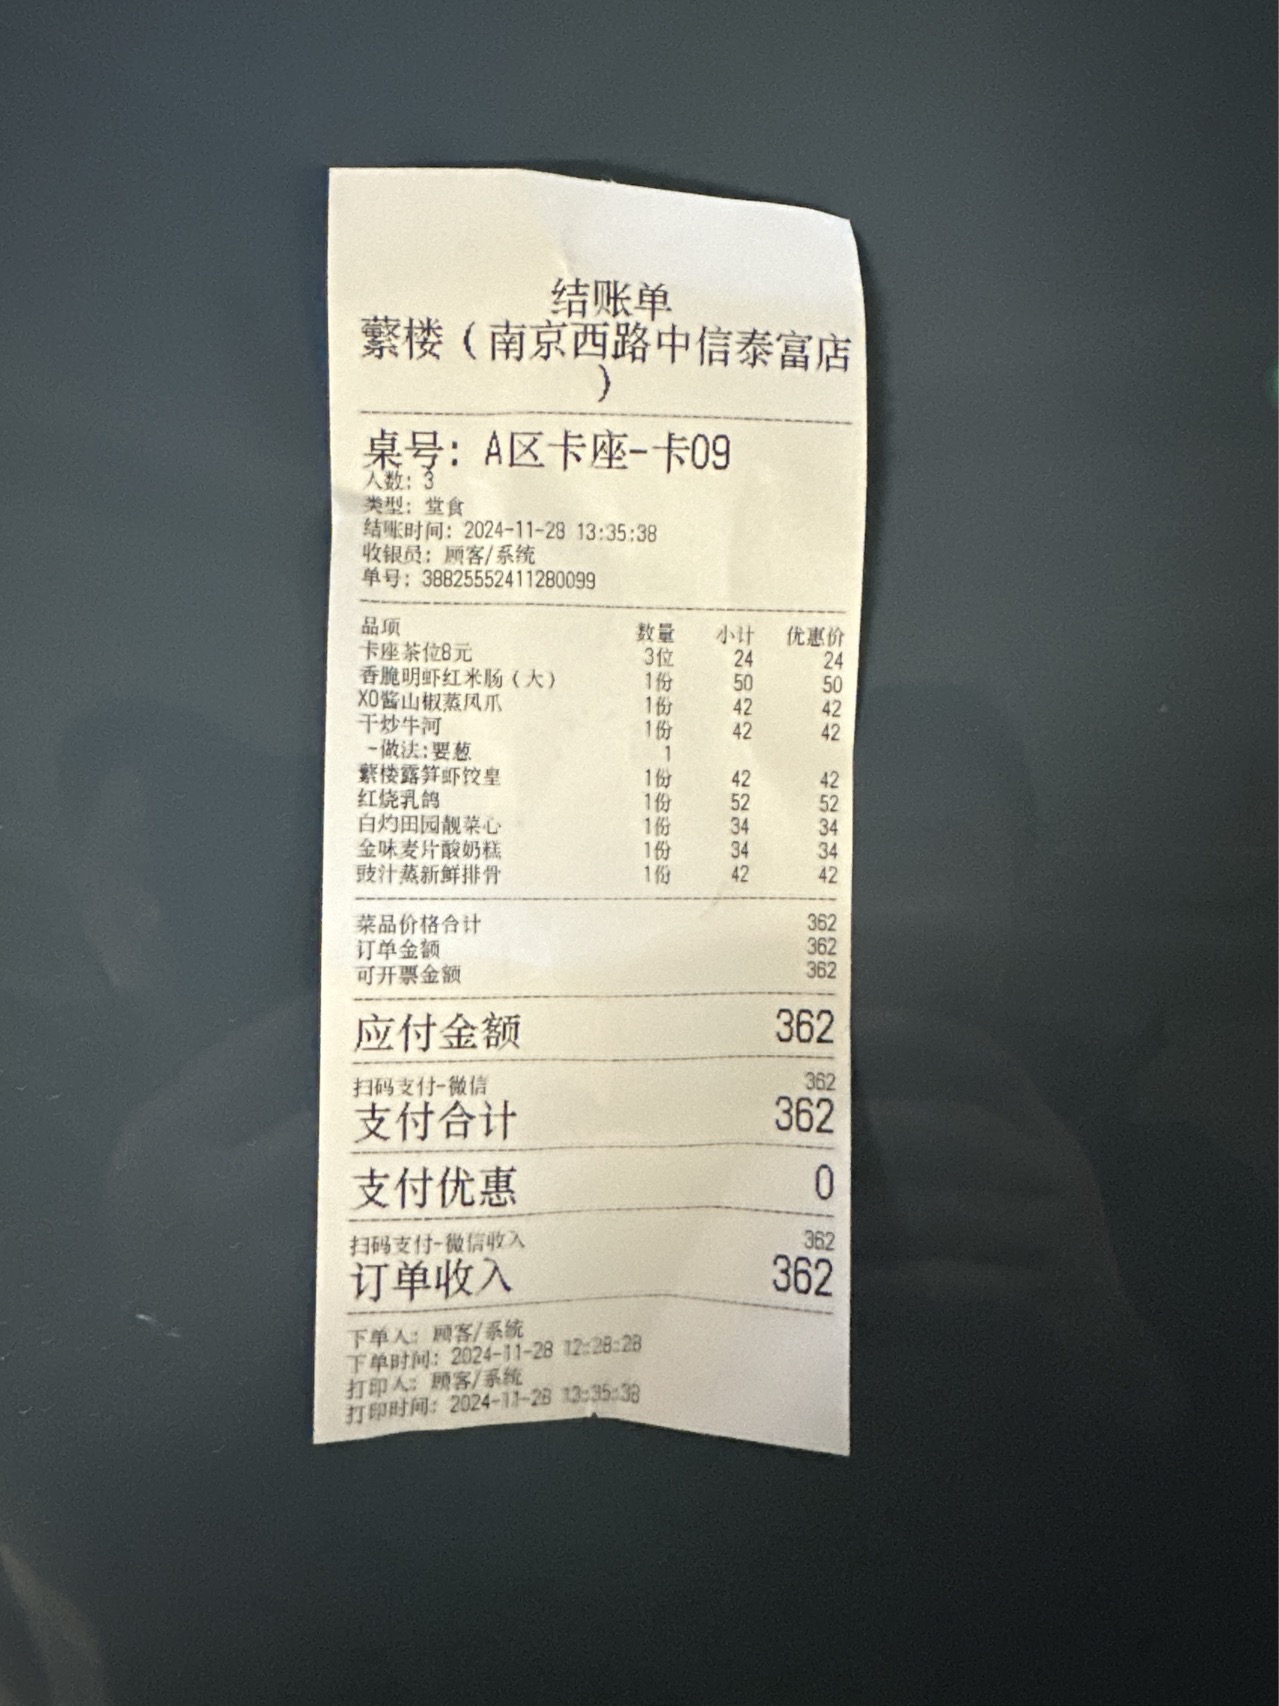 结账单
蘩楼（南京西路中信泰富店
）
桌号: A区卡座-卡09
人数: 3
类型: 堂食
结账时间: 2024-11-28 13:35:38
收银员: 顾客/系统
单号: 38825552411280099
品项 数量 小计 优惠价
卡座茶位8元 3位 24 24
香脆明虾红米肠（大） 1份 50 50
XO酱山椒蒸凤爪 1份 42 42
干炒牛河 1份 42 42
-做法:要葱 1
蘩楼露笋虾饺皇 1份 42 42
红烧乳鸽 1份 52 52
白灼田园靓菜心 1份 34 34
金味麦片酸奶糕 1份 34 34
豉汁蒸新鲜排骨 1份 42 42
菜品价格合计 362
订单金额 362
可开票金额 362
应付金额 362
扫码支付-微信 362
支付合计 362
支付优惠 0
扫码支付-微信收入 362
订单收入 362
下单人: 顾客/系统
下单时间: 2024-11-28 12:28:28
打印人: 顾客/系统
打印时间: 2024-11-28 13:35:38